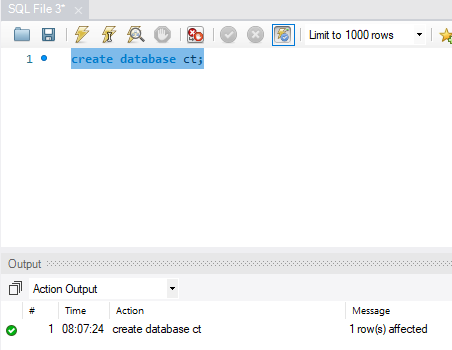 SQL File 3*
Limit to 1000 rows
1 create database ct;
Output
Action Output
# Time Action Message
1 08:07:24 create database ct 1 row(s) affected